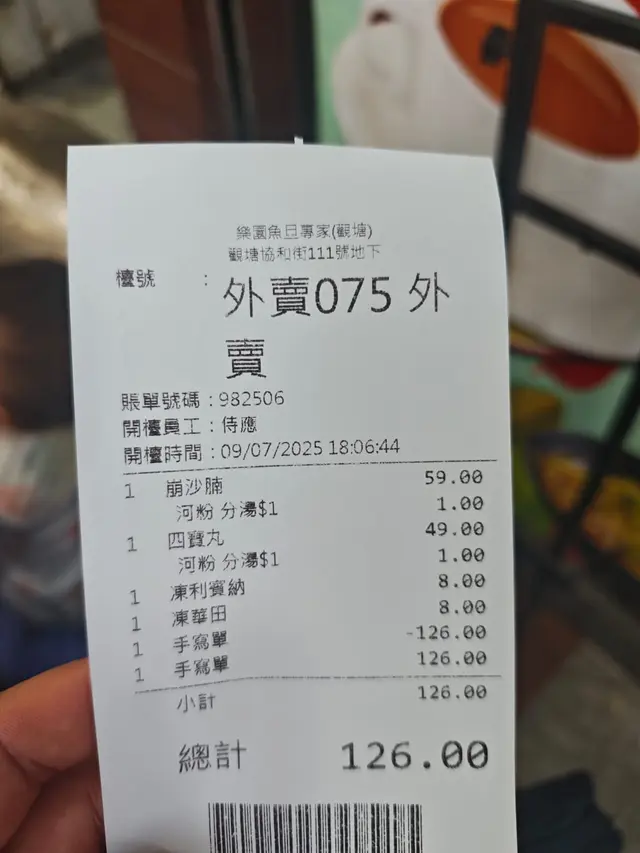 樂園魚旦專家(觀塘)
觀塘協和街111號地下
檯號 : 外賣075 外
賣
賬單號碼 : 982506
開檯員工 : 侍應
開檯時間 : 09/07/2025 18:06:44
1 崩沙腩 59.00
河粉 分湯$1 1.00
1 四寶丸 49.00
河粉 分湯$1 1.00
1 凍利賓納 8.00
1 凍華田 8.00
1 手寫單 -126.00
1 手寫單 126.00
小計 126.00
總計 126.00